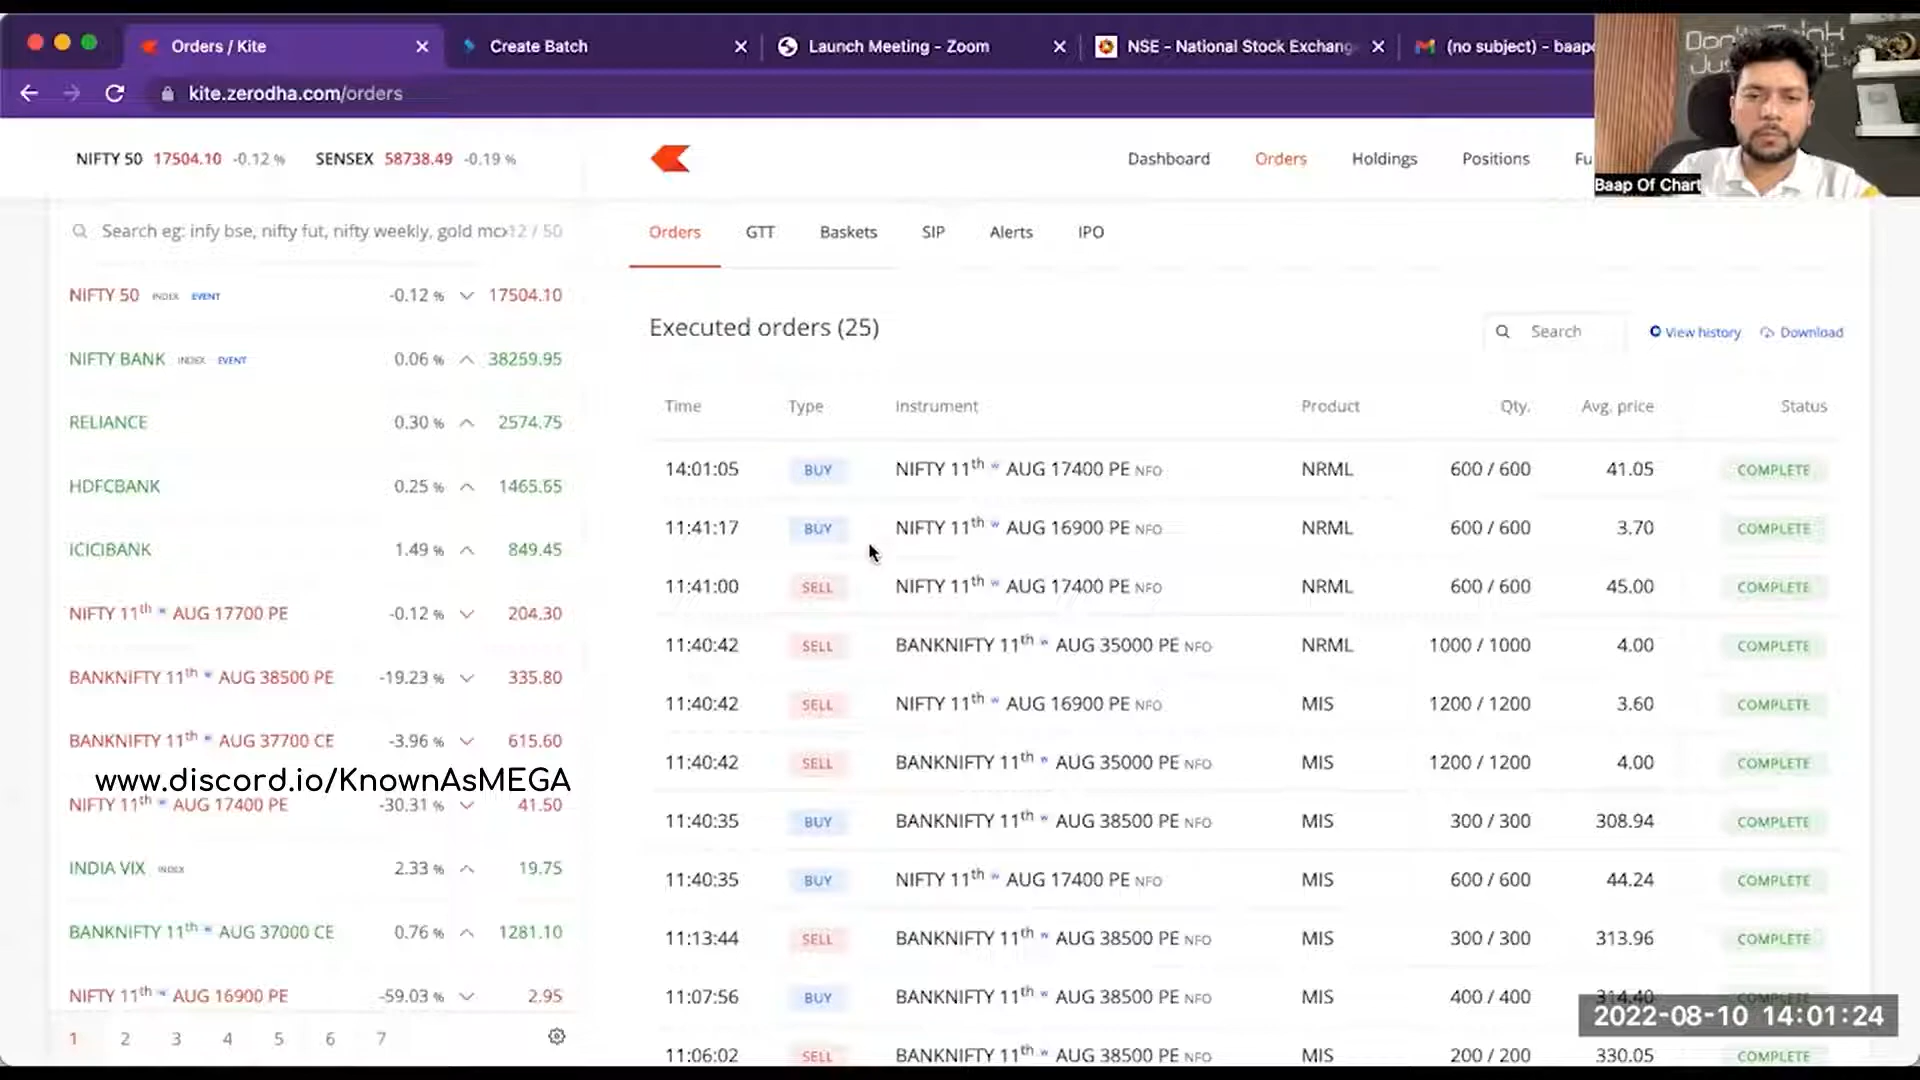 Orders / Kite
Create Batch
Launch Meeting - Zoom
NSE - National Stock Exchang
(no subject) - baap
kite.zerodha.com/orders
Baap Of Chart
NIFTY 50 17504.10 -0.12 % SENSEX 58738.49 -0.19 %
Dashboard Orders Holdings Positions Fu
Search eg: infy bse, nifty fut, nifty weekly, gold mcx 12 / 50
Orders GTT Baskets SIP Alerts IPO
NIFTY 50 INDEX EVENT -0.12 % 17504.10
NIFTY BANK INDEX EVENT 0.06 % 38259.95
RELIANCE 0.30 % 2574.75
HDFCBANK 0.25 % 1465.65
ICICIBANK 1.49 % 849.45
NIFTY 11th w AUG 17700 PE -0.12 % 204.30
BANKNIFTY 11th w AUG 38500 PE -19.23 % 335.80
BANKNIFTY 11th w AUG 37700 CE -3.96 % 615.60
www.discord.io/KnownAsMEGA
NIFTY 11th w AUG 17400 PE -30.31 % 41.50
INDIA VIX INDEX 2.33 % 19.75
BANKNIFTY 11th w AUG 37000 CE 0.76 % 1281.10
NIFTY 11th w AUG 16900 PE -59.03 % 2.95
1 2 3 4 5 6 7
Executed orders (25)
Search View history Download
Time Type Instrument Product Qty. Avg. price Status
14:01:05 BUY NIFTY 11th w AUG 17400 PE NFO NRML 600 / 600 41.05 COMPLETE
11:41:17 BUY NIFTY 11th w AUG 16900 PE NFO NRML 600 / 600 3.70 COMPLETE
11:41:00 SELL NIFTY 11th w AUG 17400 PE NFO NRML 600 / 600 45.00 COMPLETE
11:40:42 SELL BANKNIFTY 11th w AUG 35000 PE NFO NRML 1000 / 1000 4.00 COMPLETE
11:40:42 SELL NIFTY 11th w AUG 16900 PE NFO MIS 1200 / 1200 3.60 COMPLETE
11:40:42 SELL BANKNIFTY 11th w AUG 35000 PE NFO MIS 1200 / 1200 4.00 COMPLETE
11:40:35 BUY BANKNIFTY 11th w AUG 38500 PE NFO MIS 300 / 300 308.94 COMPLETE
11:40:35 BUY NIFTY 11th w AUG 17400 PE NFO MIS 600 / 600 44.24 COMPLETE
11:13:44 SELL BANKNIFTY 11th w AUG 38500 PE NFO MIS 300 / 300 313.96 COMPLETE
11:07:56 BUY BANKNIFTY 11th w AUG 38500 PE NFO MIS 400 / 400 314.40 COMPLETE
2022-08-10 14:01:24
11:06:02 SELL BANKNIFTY 11th w AUG 38500 PE NFO MIS 200 / 200 330.05 COMPLETE